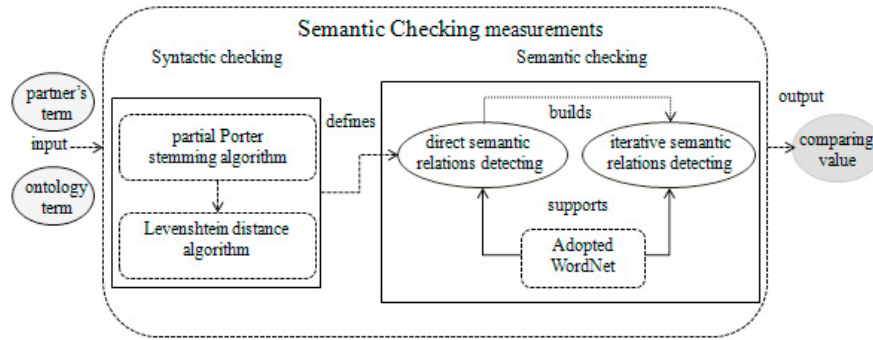 Semantic Checking measurements
Syntactic checking
Semantic checking
partner's
term
input
ontology
term
partial Porter
stemming algorithm
Levenshtein distance
algorithm
defines
builds
direct semantic
relations detecting
iterative semantic
relations detecting
supports
Adopted
WordNet
output
comparing
value